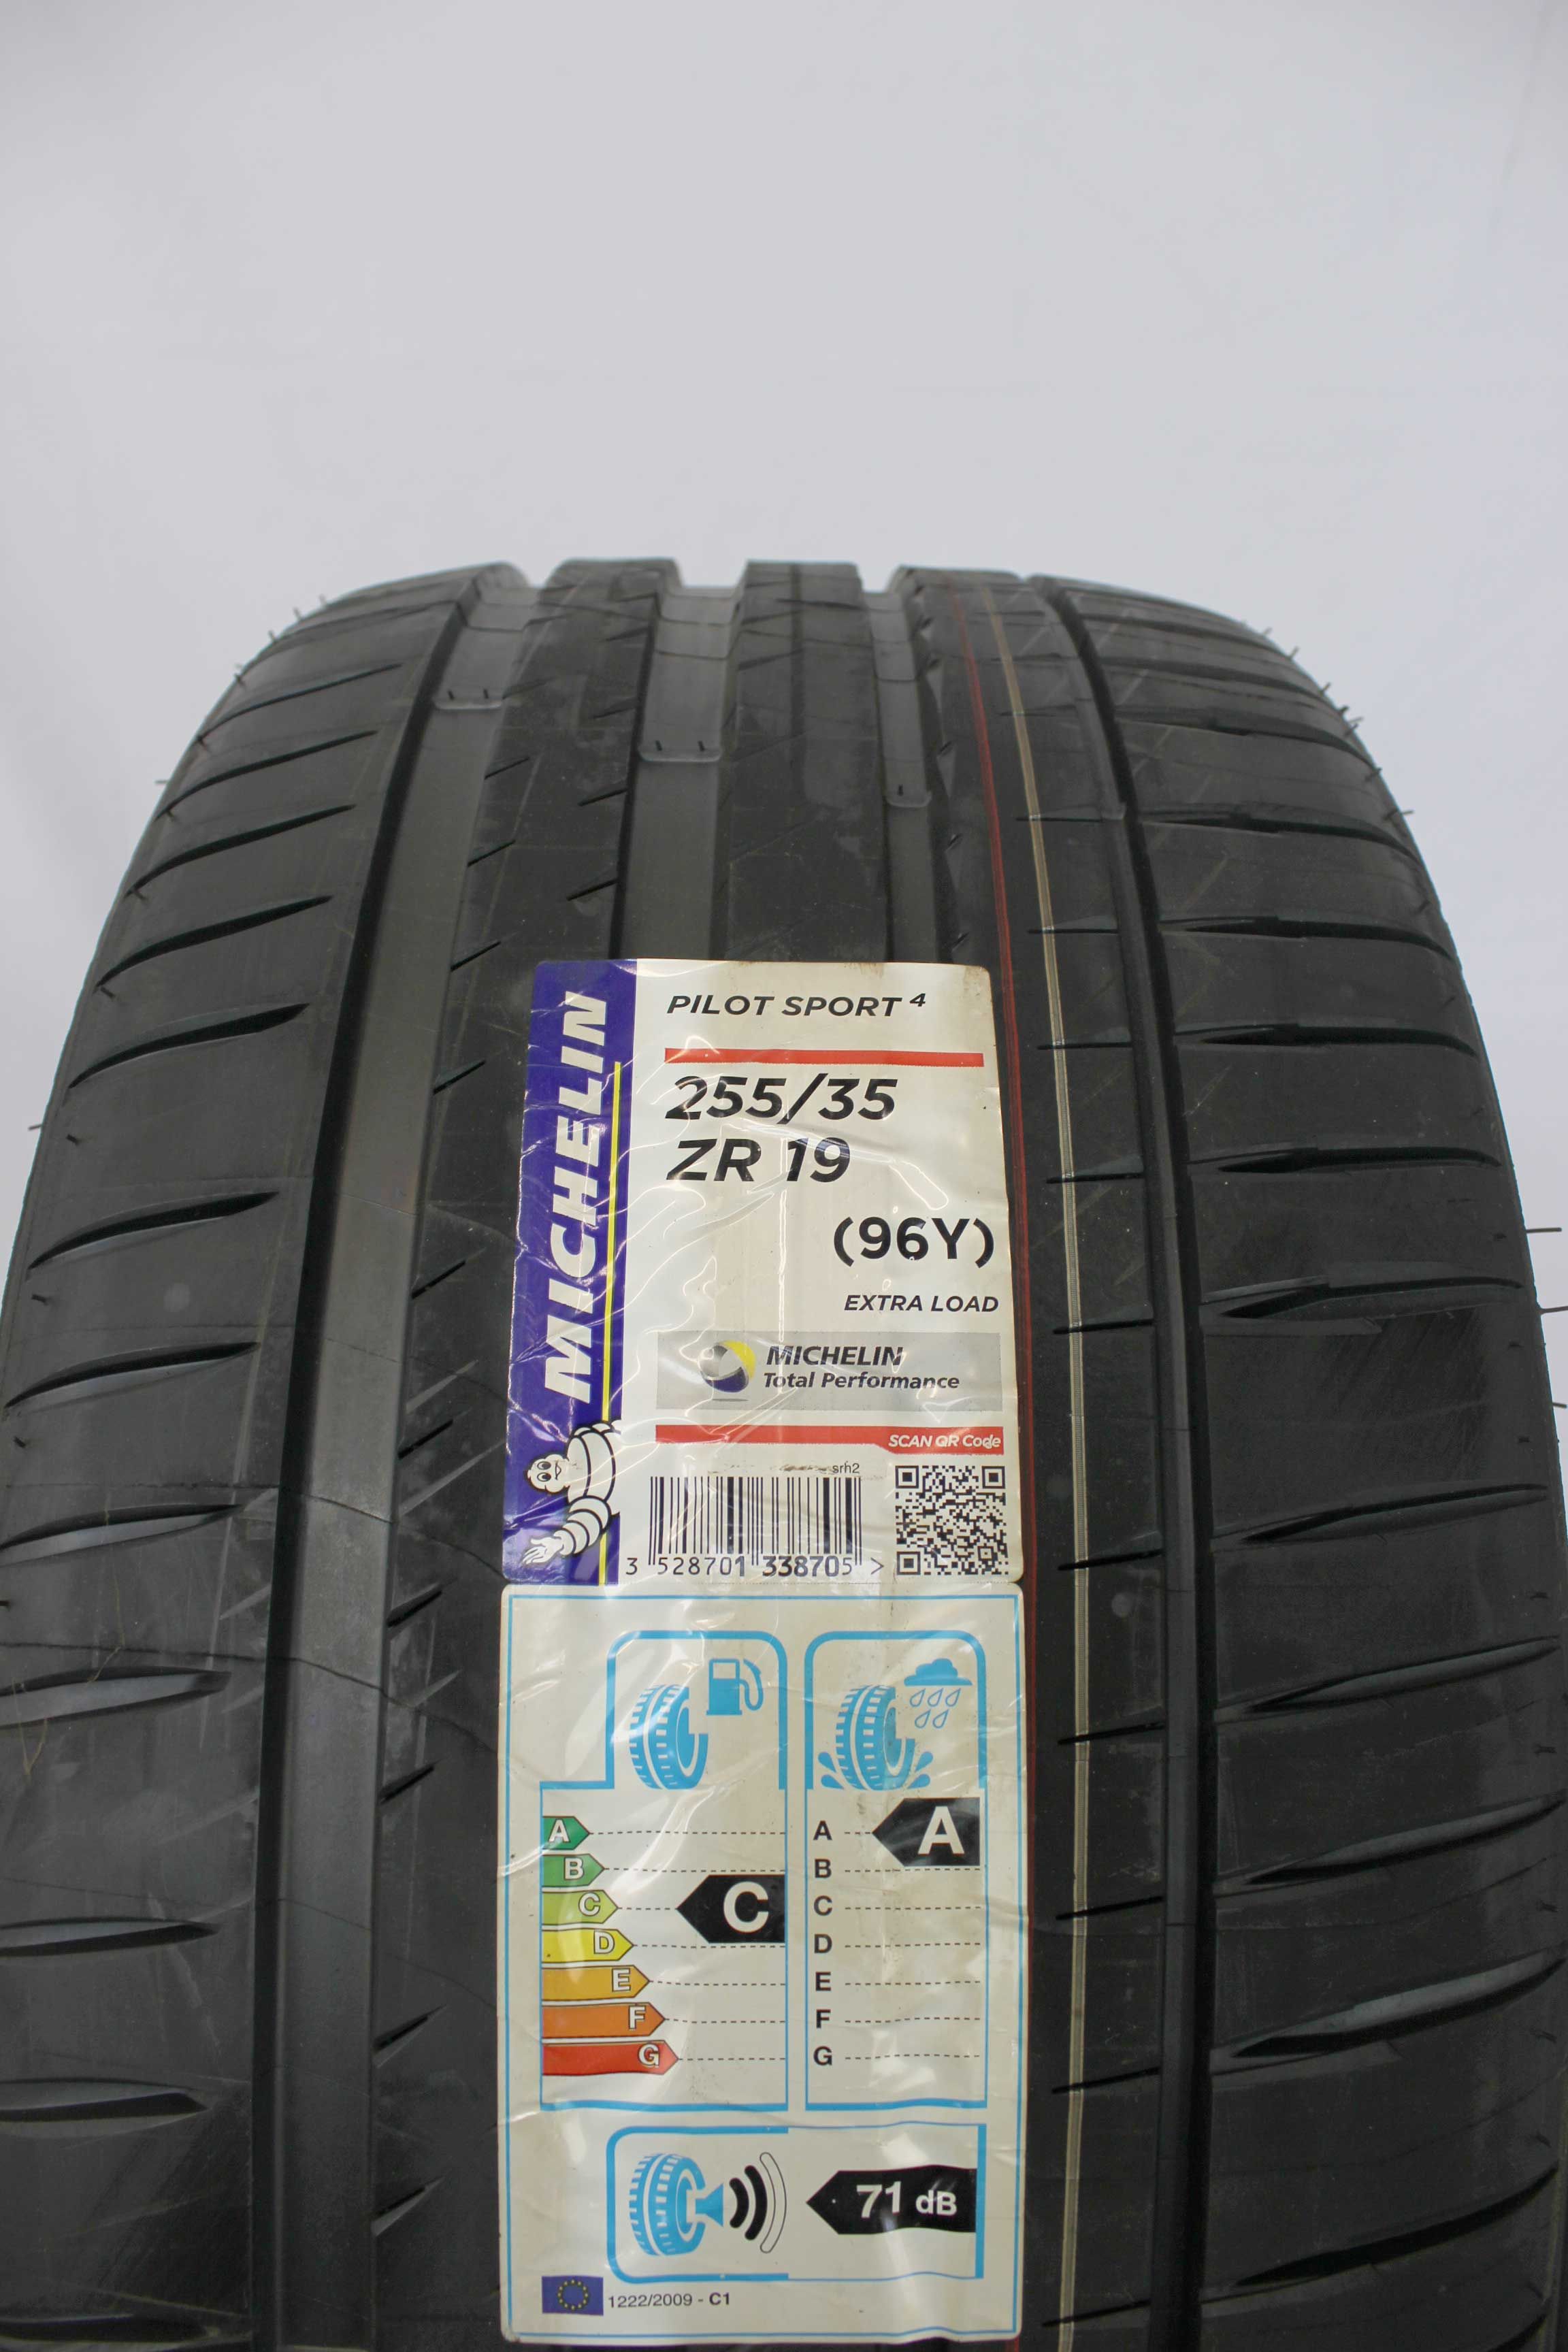 MICHELIN
PILOT SPORT 4
255/35
ZR 19
(96Y)
EXTRA LOAD
MICHELIN
Total Performance
SCAN QR Code
srh2
3 528701 338705 >
A
B
C
D
E
F
G
C
A
B
C
D
E
F
G
A
71 dB
1222/2009 - C1